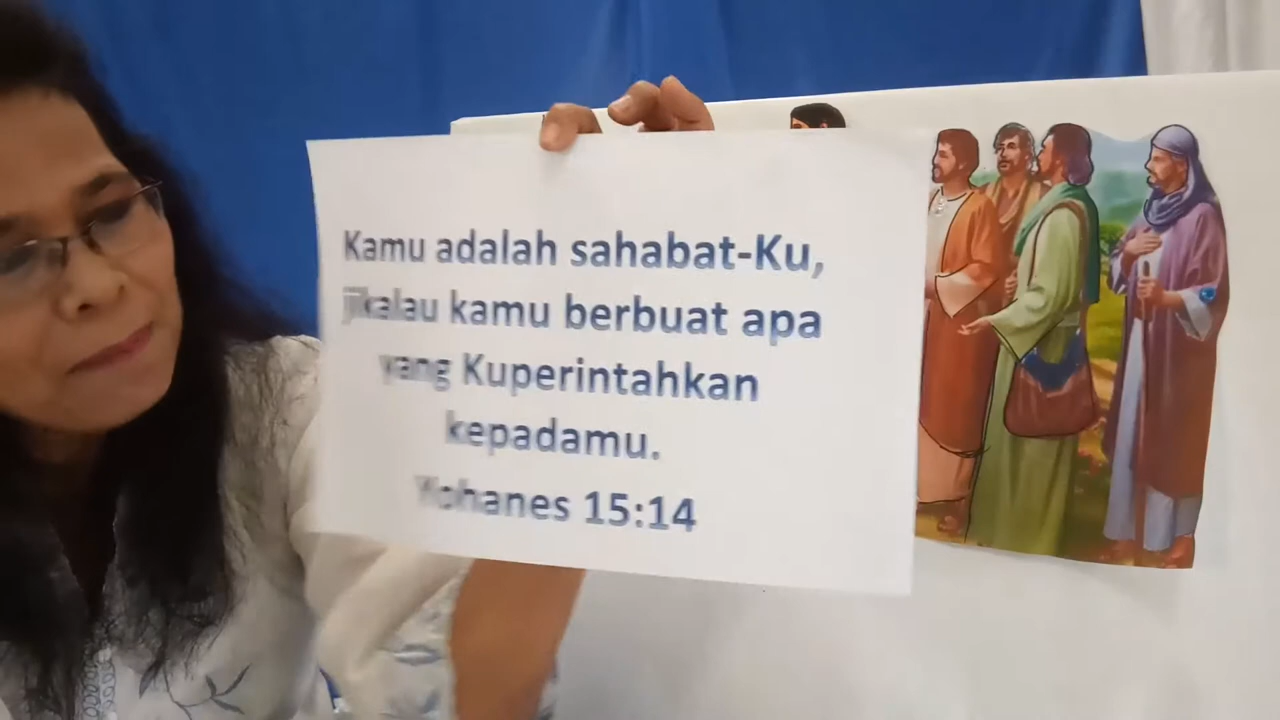 Kamu adalah sahabat-Ku,
jikalau kamu berbuat apa
yang Kuperintahkan
kepadamu.
Yohanes 15:14